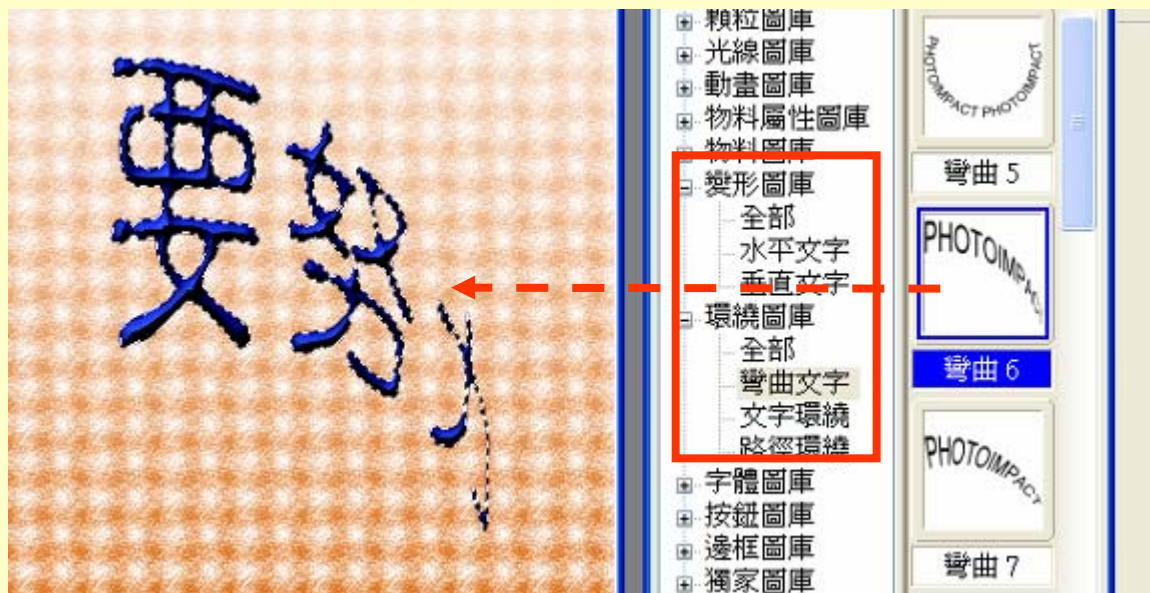 要努力
顆粒圖庫
光線圖庫
動畫圖庫
物料屬性圖庫
物料圖庫
變形圖庫
全部
水平文字
垂直文字
環繞圖庫
全部
彎曲文字
文字環繞
路徑環繞
字體圖庫
按鈕圖庫
邊框圖庫
獨家圖庫
PHOTOIMPACT PHOTOIMPACT
彎曲 5
PHOTOIMPACT
彎曲 6
PHOTOIMPACT
彎曲 7